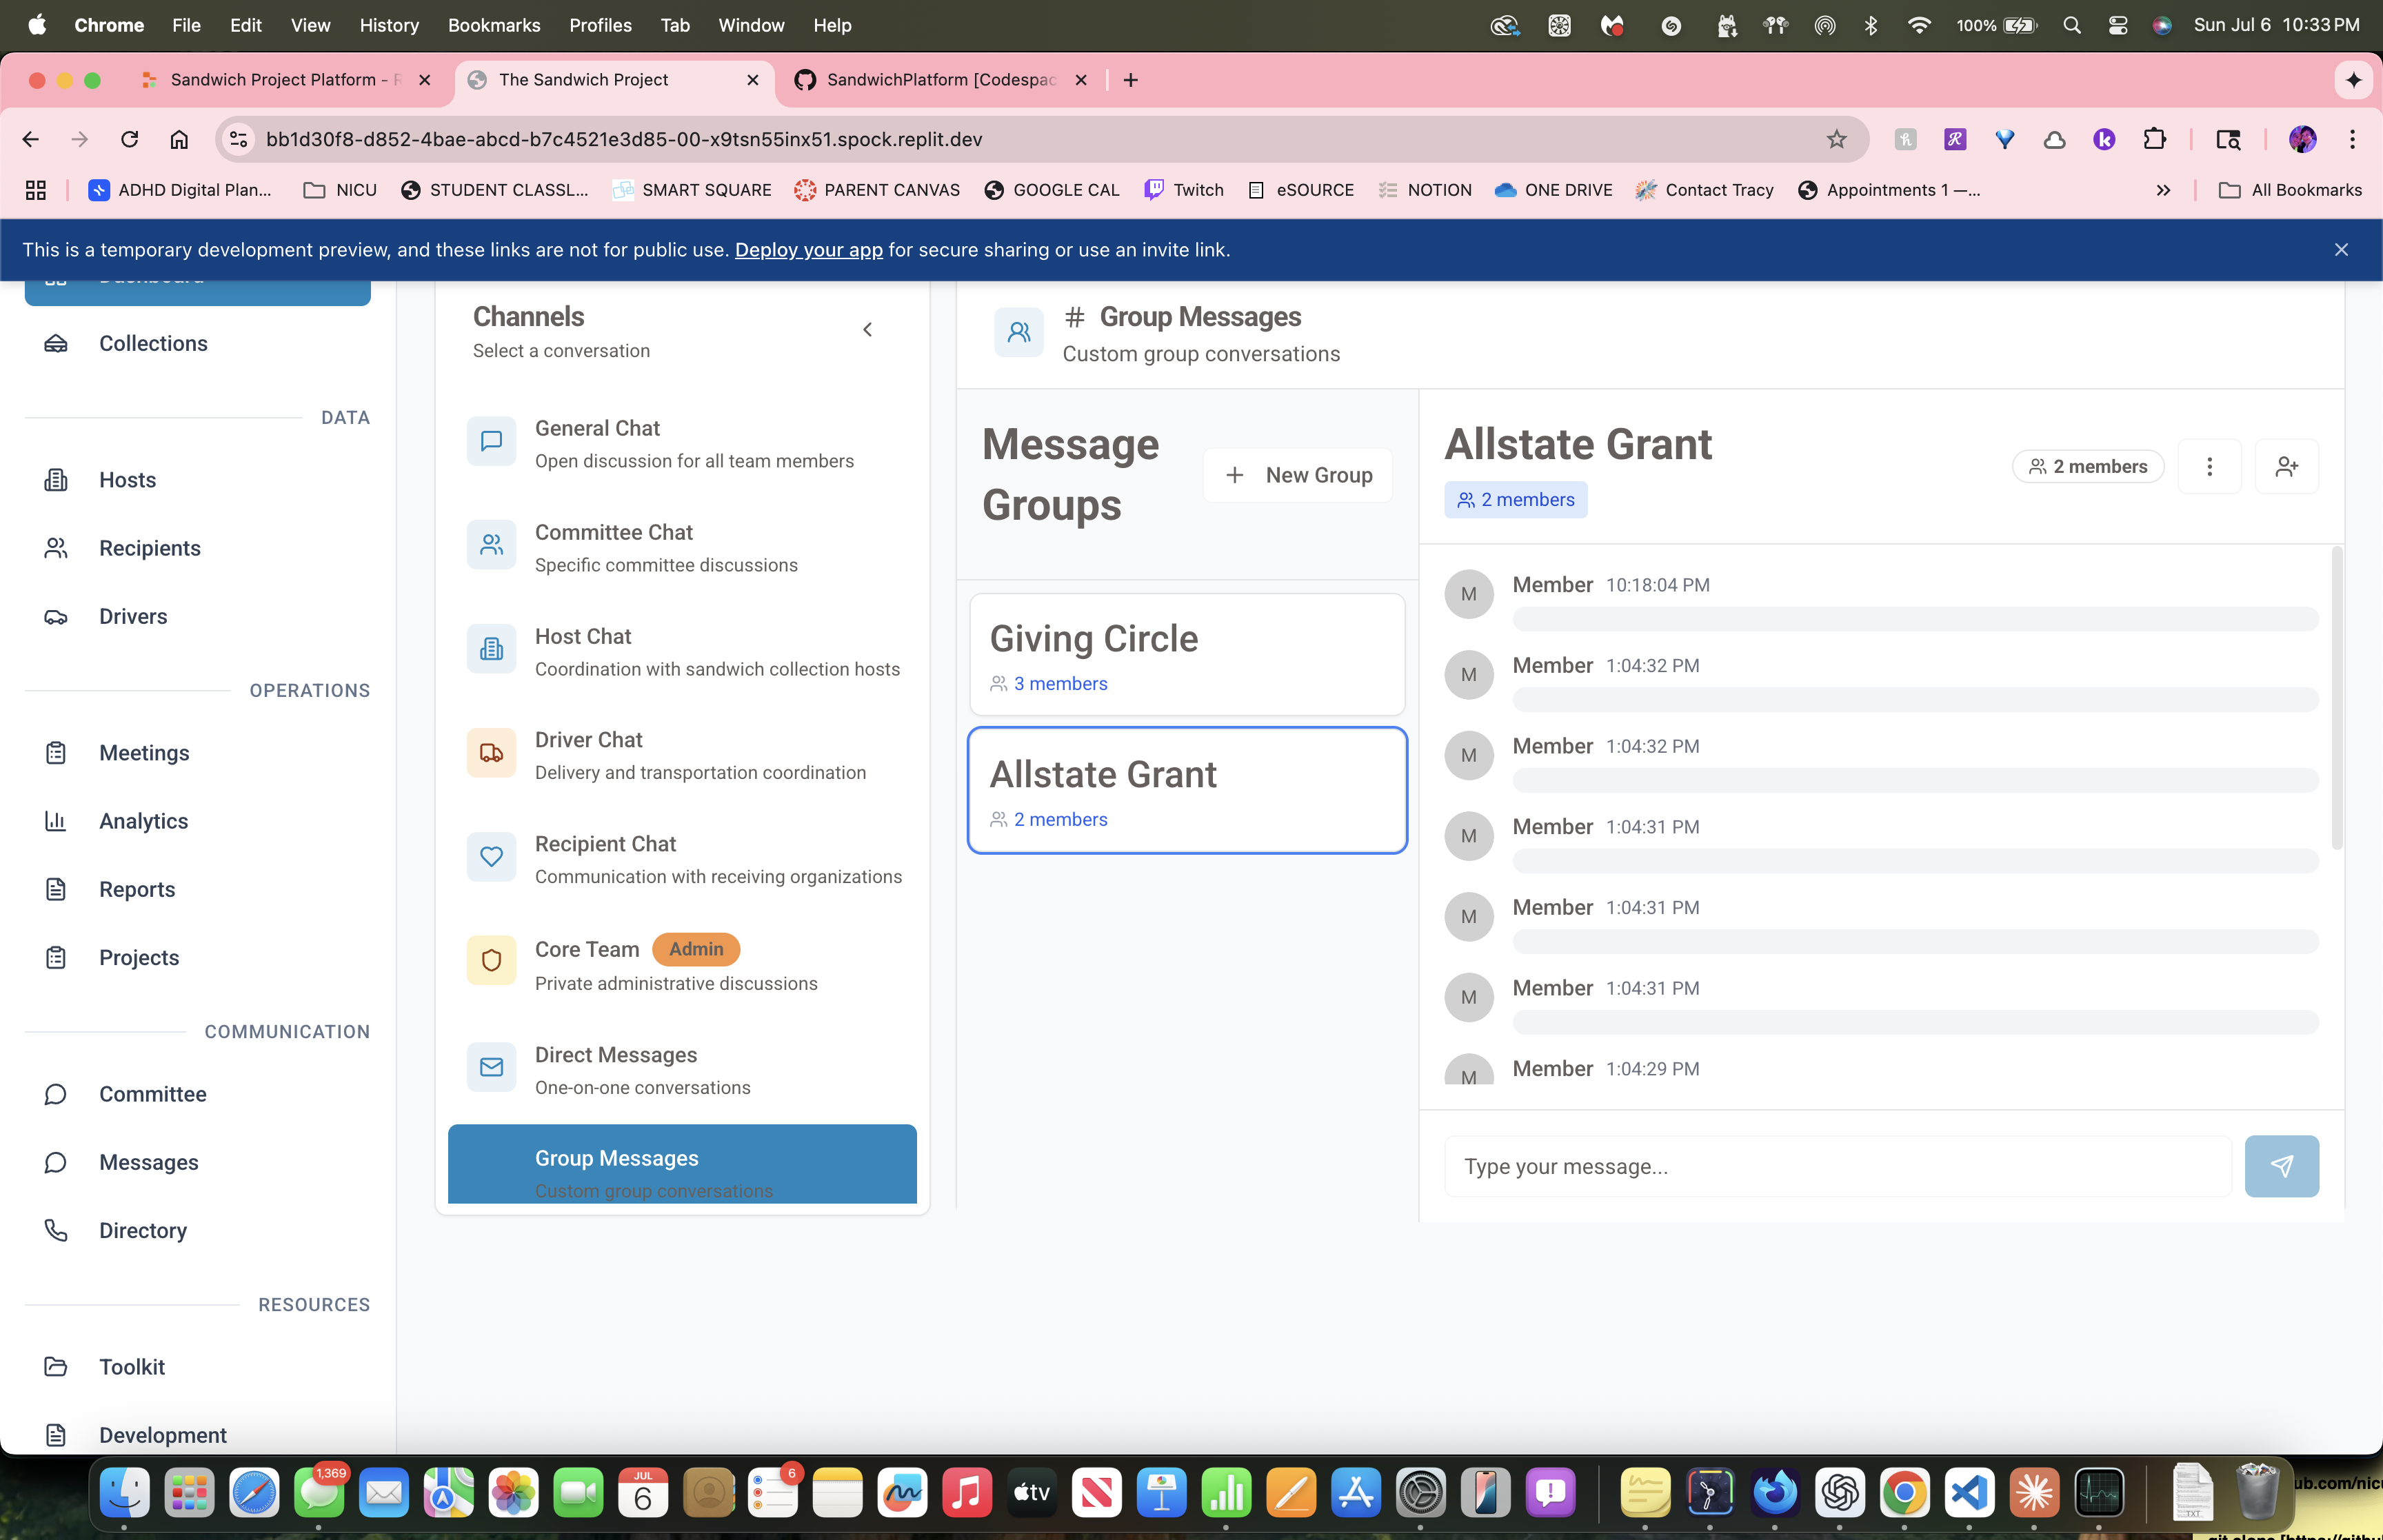 Chrome File Edit View History Bookmarks Profiles Tab Window Help 100% Sun Jul 6 10:33 PM
Sandwich Project Platform - The Sandwich Project SandwichPlatform [Codespac
bb1d30f8-d852-4bae-abcd-b7c4521e3d85-00-x9tsn55inx51.spock.replit.dev
ADHD Digital Plan... NICU STUDENT CLASSL... SMART SQUARE PARENT CANVAS GOOGLE CAL Twitch eSOURCE NOTION ONE DRIVE Contact Tracy Appointments 1 —... » All Bookmarks
This is a temporary development preview, and these links are not for public use. Deploy your app for secure sharing or use an invite link.
Collections
DATA
Hosts
Recipients
Drivers
OPERATIONS
Meetings
Analytics
Reports
Projects
COMMUNICATION
Committee
Messages
Directory
RESOURCES
Toolkit
Development
Channels
Select a conversation
General Chat
Open discussion for all team members
Committee Chat
Specific committee discussions
Host Chat
Coordination with sandwich collection hosts
Driver Chat
Delivery and transportation coordination
Recipient Chat
Communication with receiving organizations
Core Team Admin
Private administrative discussions
Direct Messages
One-on-one conversations
Group Messages
Custom group conversations
# Group Messages
Custom group conversations
Message
Groups
+ New Group
Giving Circle
3 members
Allstate Grant
2 members
Allstate Grant
2 members
2 members
M Member 10:18:04 PM
M Member 1:04:32 PM
M Member 1:04:32 PM
M Member 1:04:31 PM
M Member 1:04:31 PM
M Member 1:04:31 PM
M Member 1:04:29 PM
Type your message...
1,369
JUL
6
6
tv
TXT
ub.com/nic